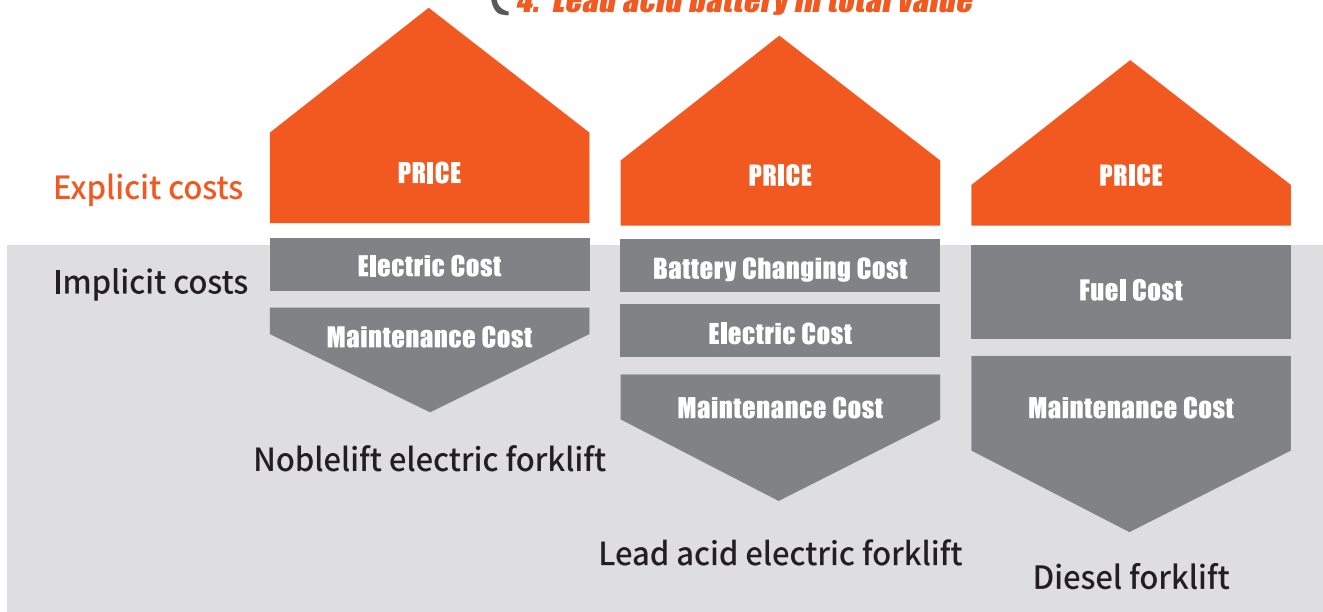 4. Lead acid battery in total value
Explicit costs
PRICE
PRICE
PRICE
Implicit costs
Electric Cost
Maintenance Cost
Noblelift electric forklift
Battery Changing Cost
Electric Cost
Maintenance Cost
Lead acid electric forklift
Fuel Cost
Maintenance Cost
Diesel forklift